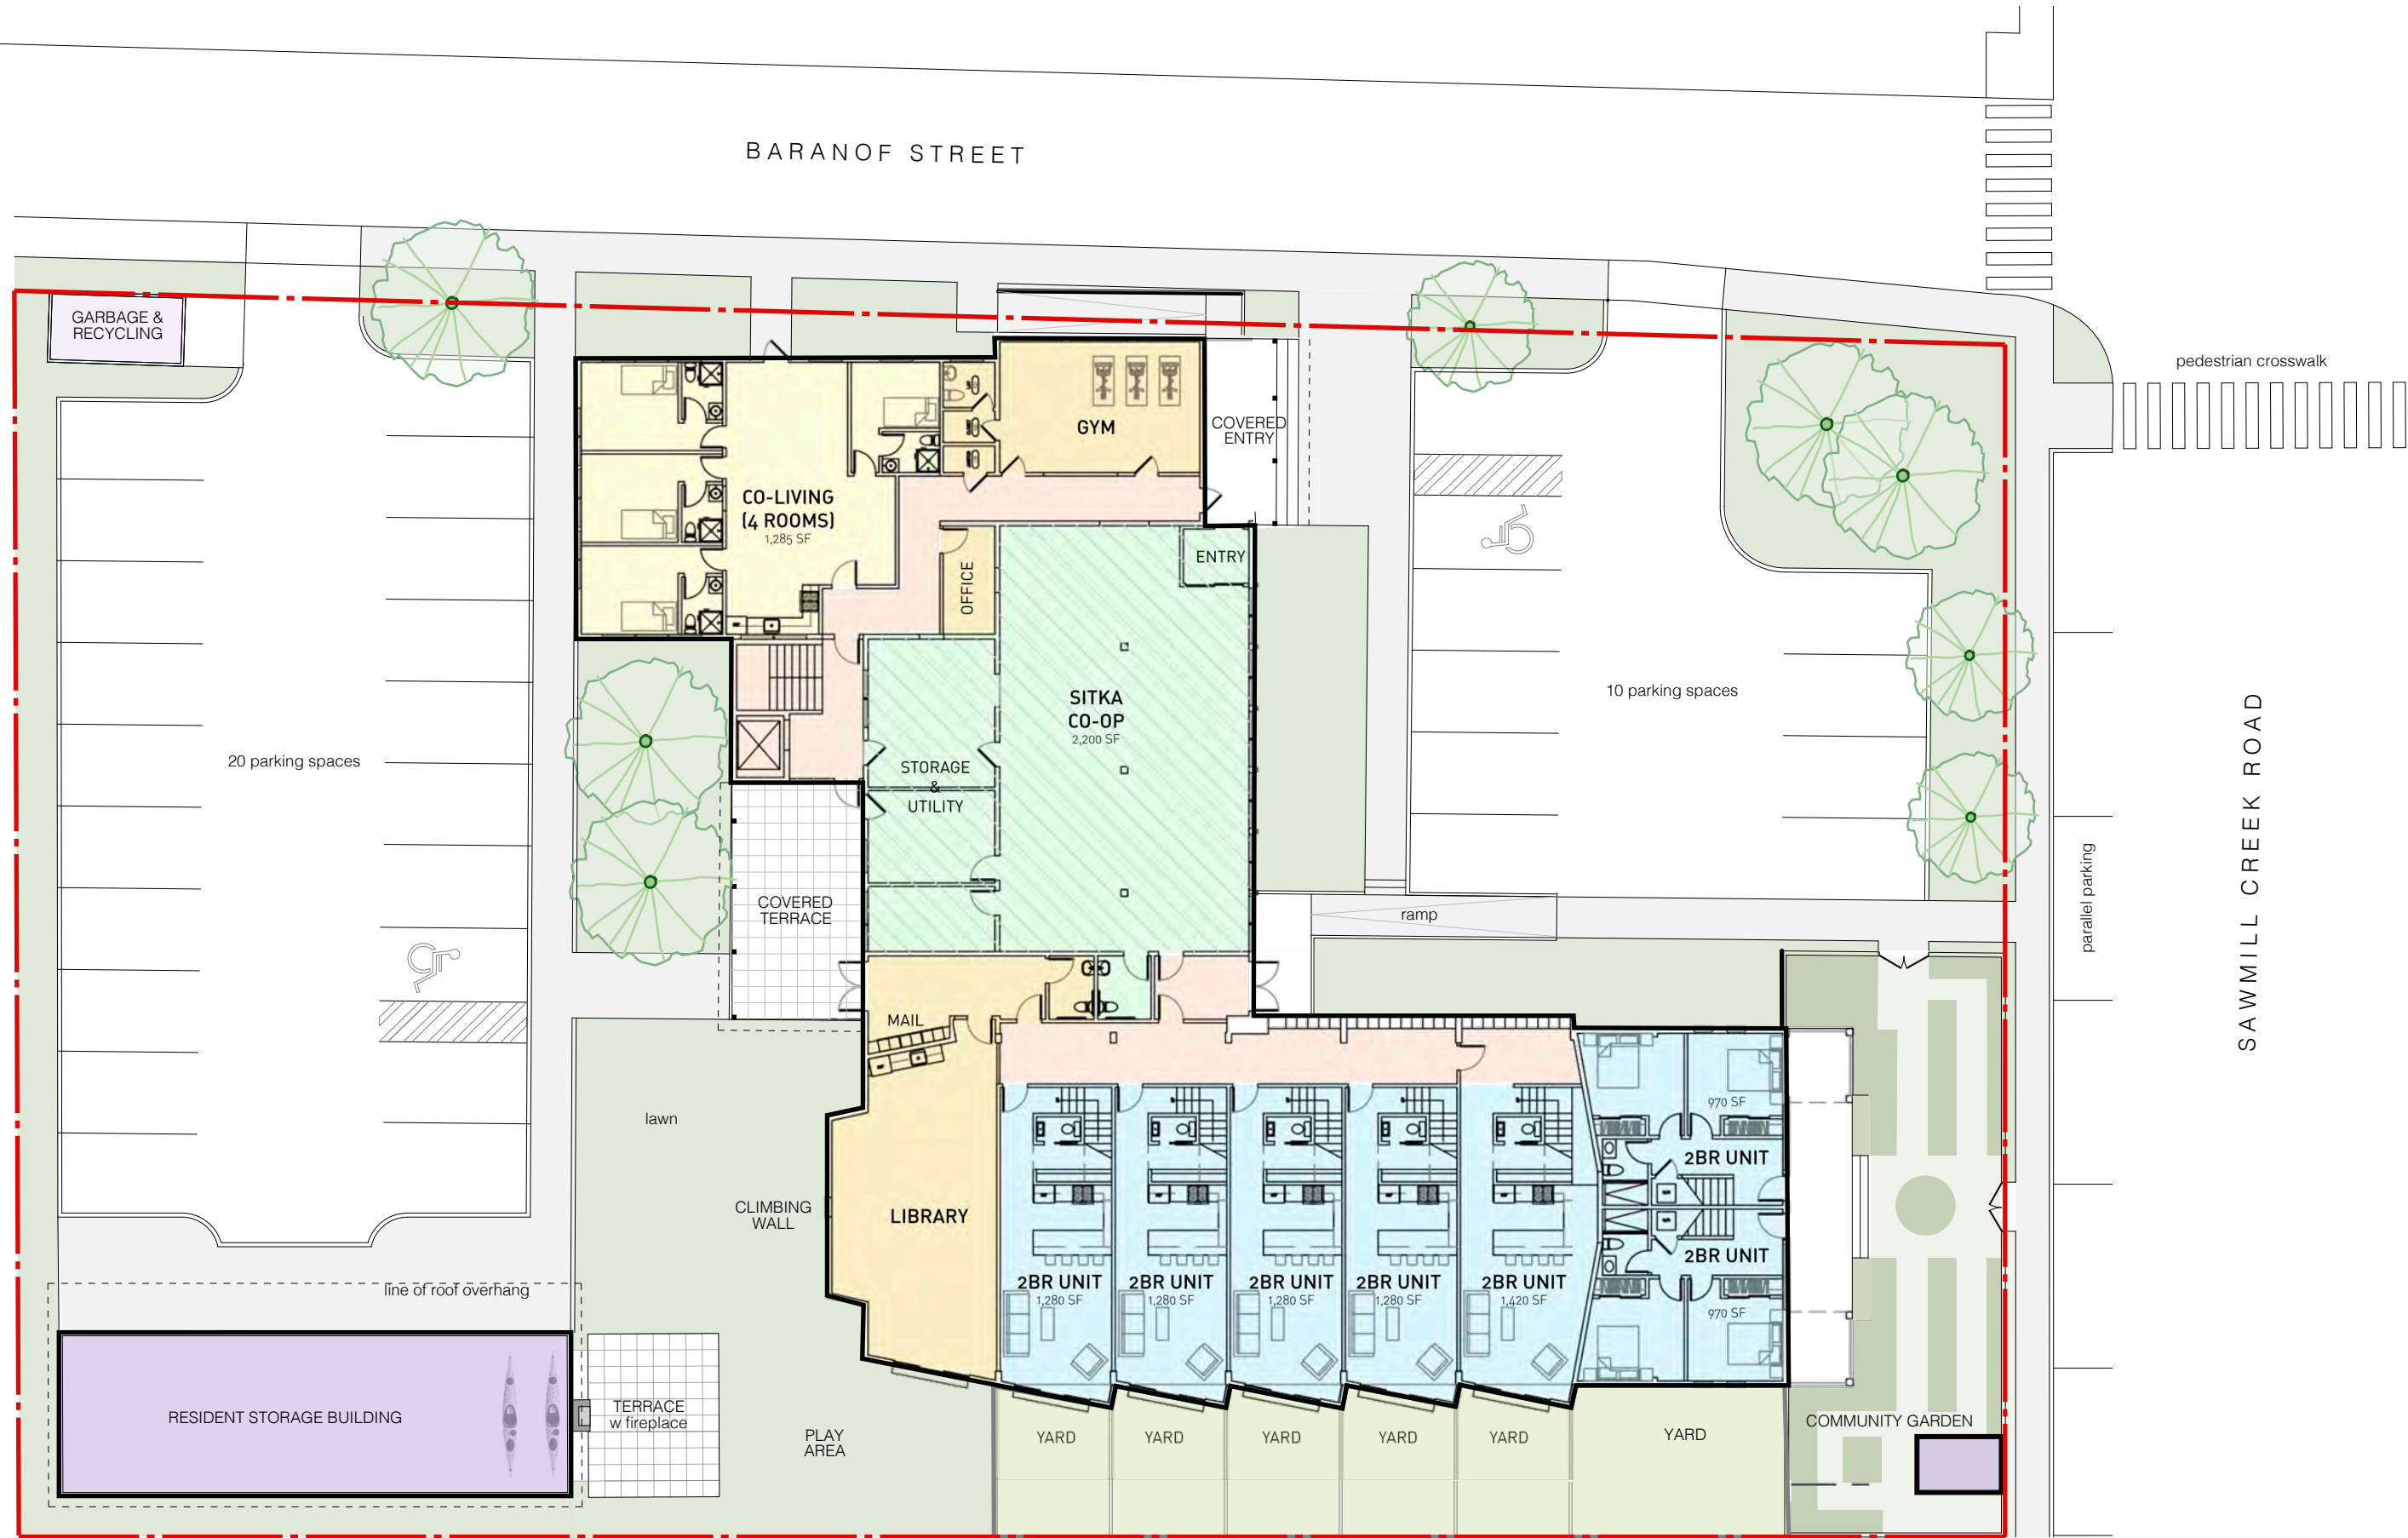 BARANOF STREET
GARBAGE &
RECYCLING
pedestrian crosswalk
GYM
COVERED
ENTRY
CO-LIVING
(4 ROOMS)
1,285 SF
OFFICE
ENTRY
SITKA
CO-OP
2,200 SF
10 parking spaces
20 parking spaces
STORAGE
&
UTILITY
SAWMILL CREEK ROAD
parallel parking
COVERED
TERRACE
ramp
MAIL
lawn
970 SF
2BR UNIT
CLIMBING
WALL
LIBRARY
2BR UNIT
970 SF
2BR UNIT
1,280 SF
2BR UNIT
1,280 SF
2BR UNIT
1,280 SF
2BR UNIT
1,280 SF
2BR UNIT
1,420 SF
line of roof overhang
RESIDENT STORAGE BUILDING
TERRACE
w fireplace
PLAY
AREA
YARD
YARD
YARD
YARD
YARD
YARD
COMMUNITY GARDEN